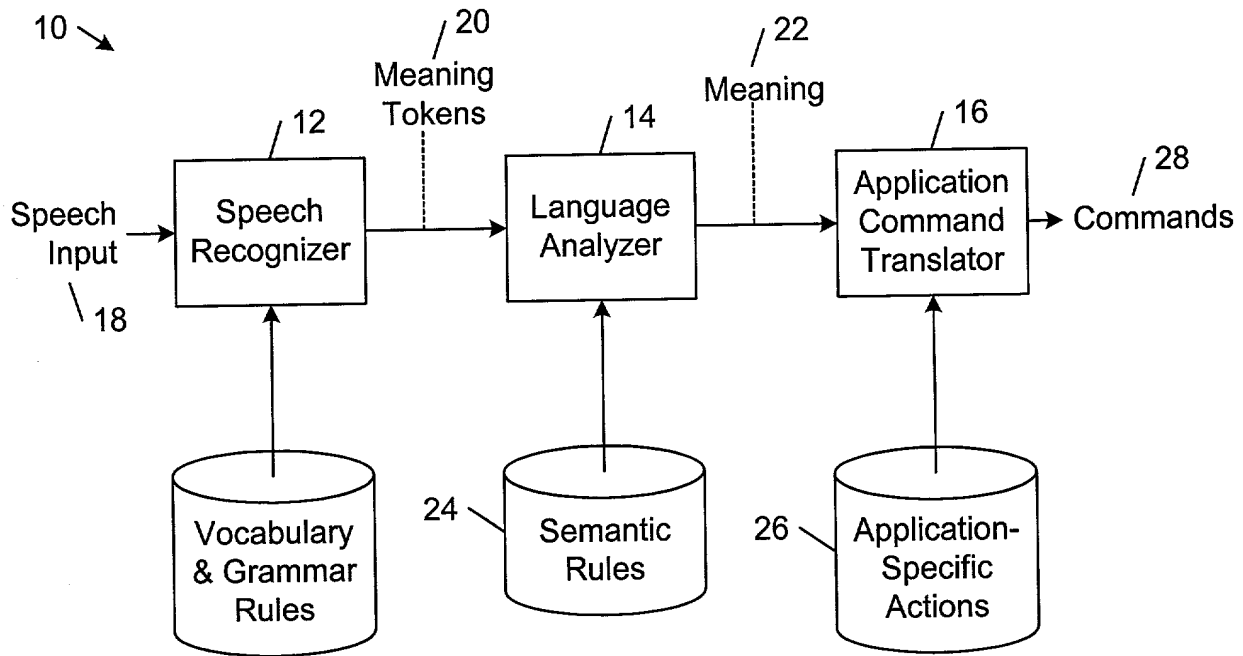 10
20
Meaning
Tokens
22
Meaning
12
14
16
28
Speech
Input
18
Speech
Recognizer
Language
Analyzer
Application
Command
Translator
Commands
Vocabulary
& Grammar
Rules
24
Semantic
Rules
26
Application-
Specific
Actions